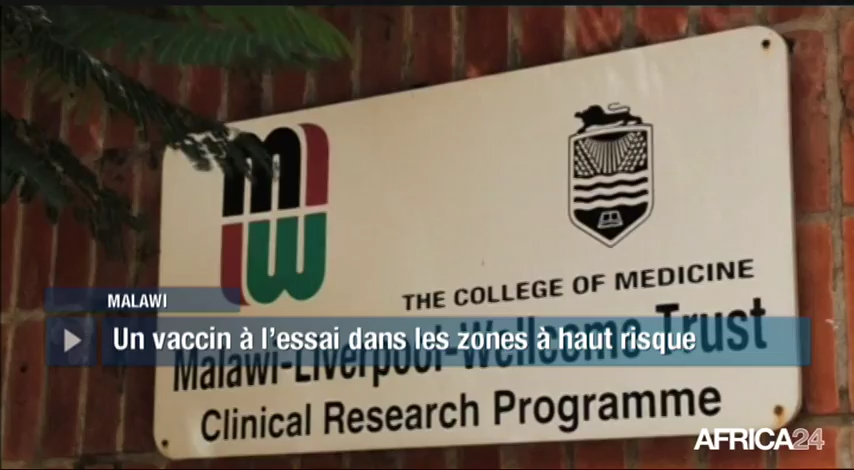 mw
THE COLLEGE OF MEDICINE
MALAWI
Un vaccin à l'essai dans les zones à haut risque
Malawi-Liverpool-Wellcome Trust
Clinical Research Programme
AFRICA24